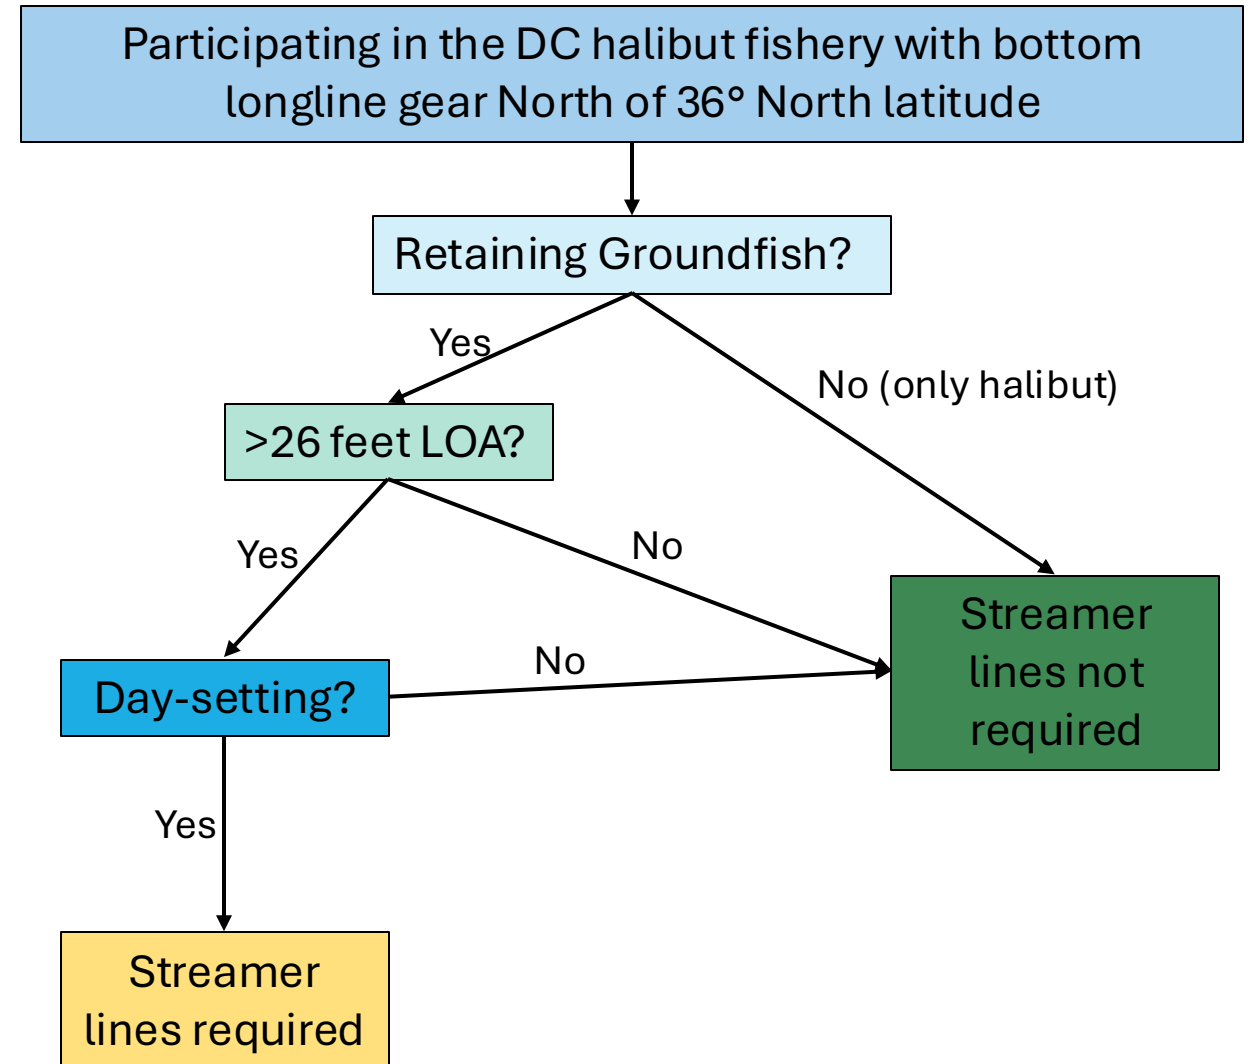 Participating in the DC halibut fishery with bottom
longline gear North of 36° North latitude
Retaining Groundfish?
Yes
No (only halibut)
>26 feet LOA?
Yes
No
Day-setting?
No
Streamer
lines not
required
Yes
Streamer
lines required